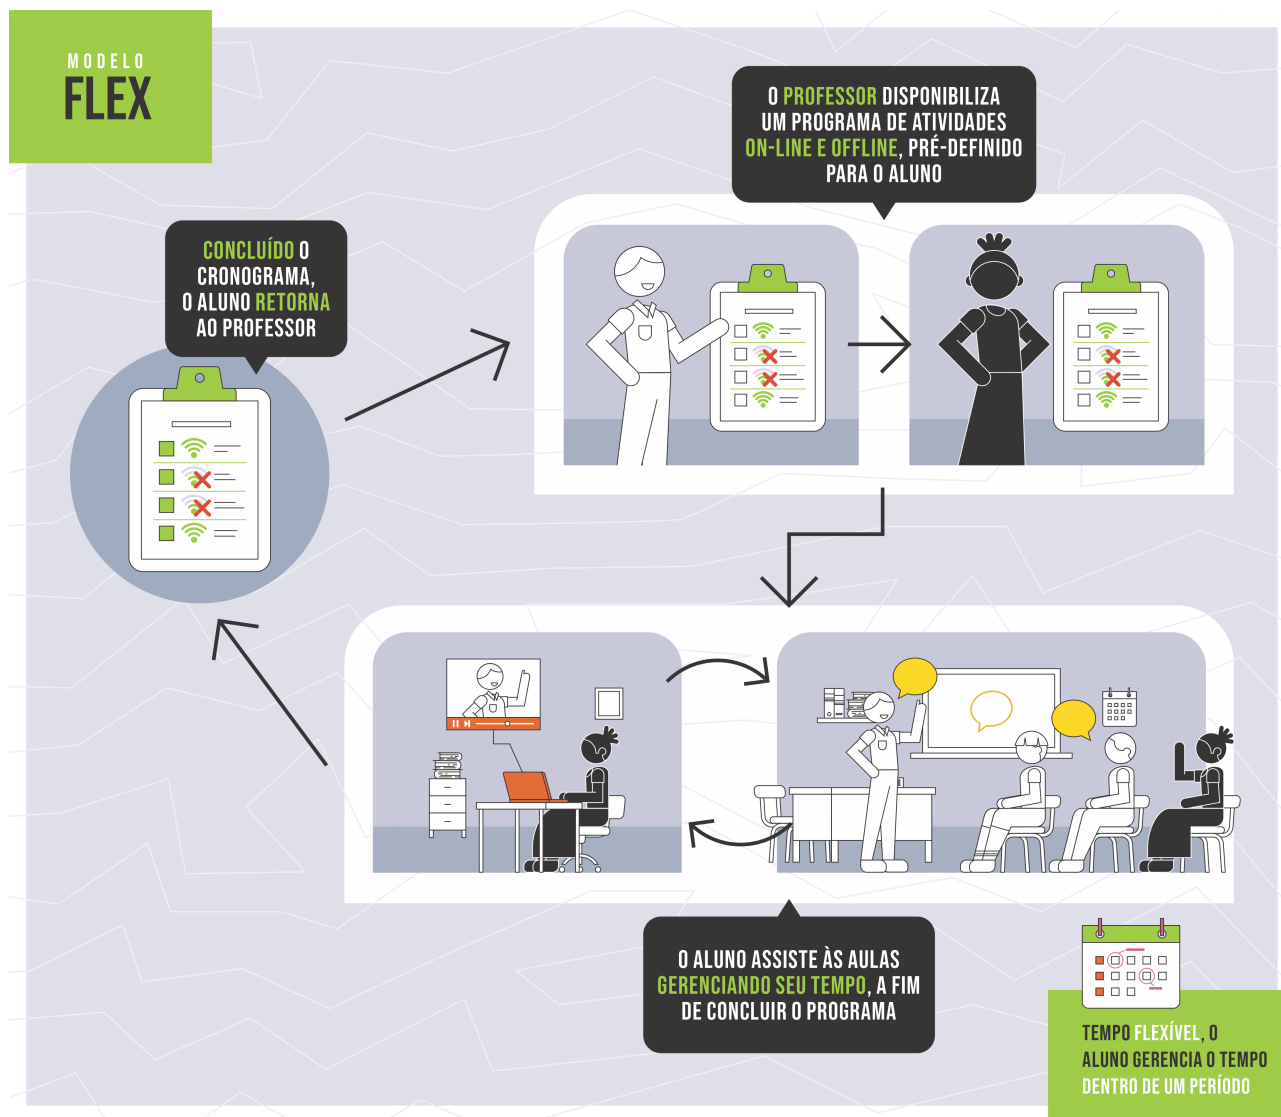 MODELO
FLEX
O PROFESSOR DISPONIBILIZA
UM PROGRAMA DE ATIVIDADES
ON-LINE E OFFLINE, PRÉ-DEFINIDO
PARA O ALUNO
CONCLUÍDO O
CRONOGRAMA,
O ALUNO RETORNA
AO PROFESSOR
O ALUNO ASSISTE ÀS AULAS
GERENCIANDO SEU TEMPO, A FIM
DE CONCLUIR O PROGRAMA
TEMPO FLEXÍVEL, O
ALUNO GERENCIA O TEMPO
DENTRO DE UM PERÍODO